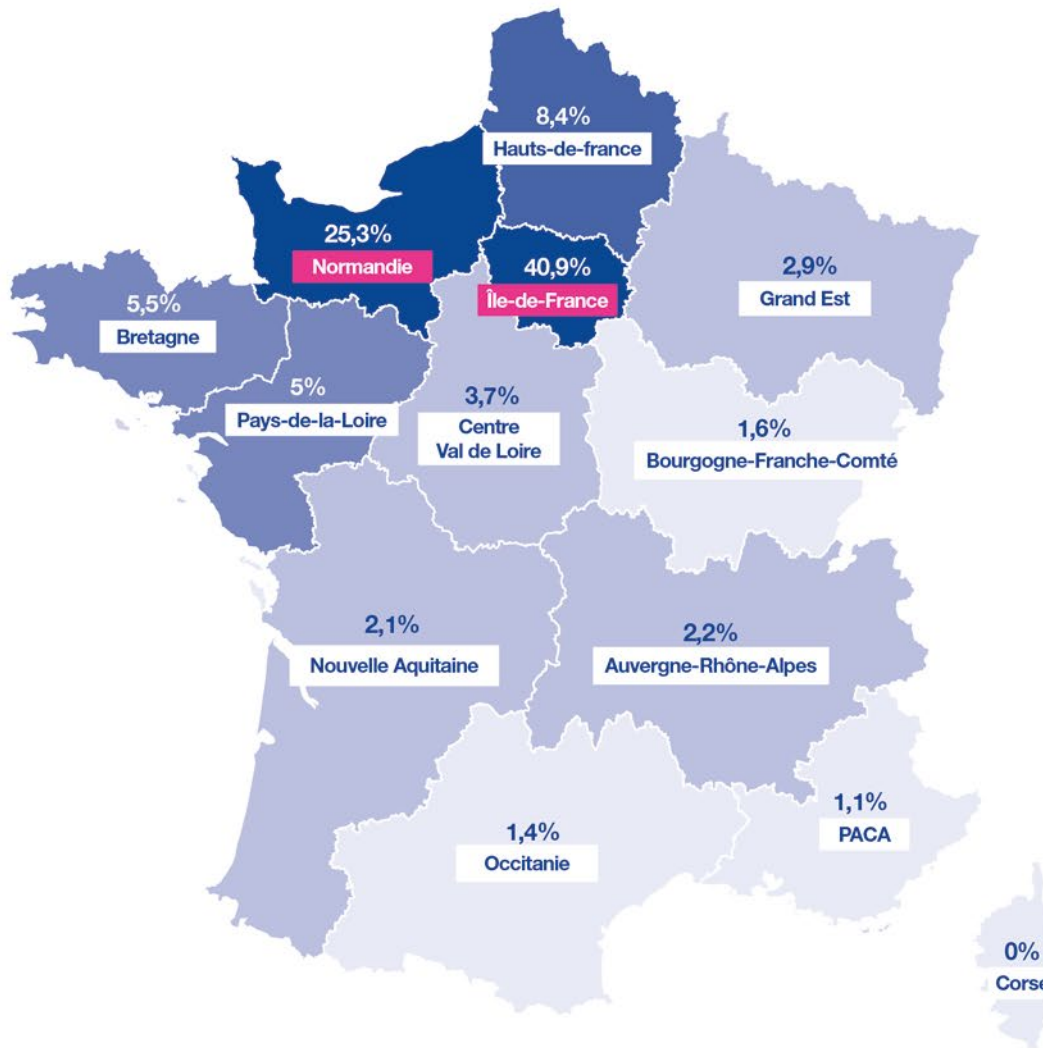 8,4%
Hauts-de-france
25,3%
Normandie
40,9%
Île-de-France
2,9%
Grand Est
5,5%
Bretagne
5%
Pays-de-la-Loire
3,7%
Centre
Val de Loire
1,6%
Bourgogne-Franche-Comté
2,1%
Nouvelle Aquitaine
2,2%
Auvergne-Rhône-Alpes
1,4%
Occitanie
1,1%
PACA
0%
Corse